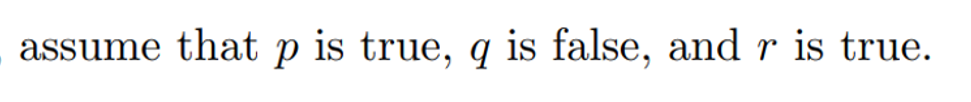 assume that p is true, q is false, and r is true.